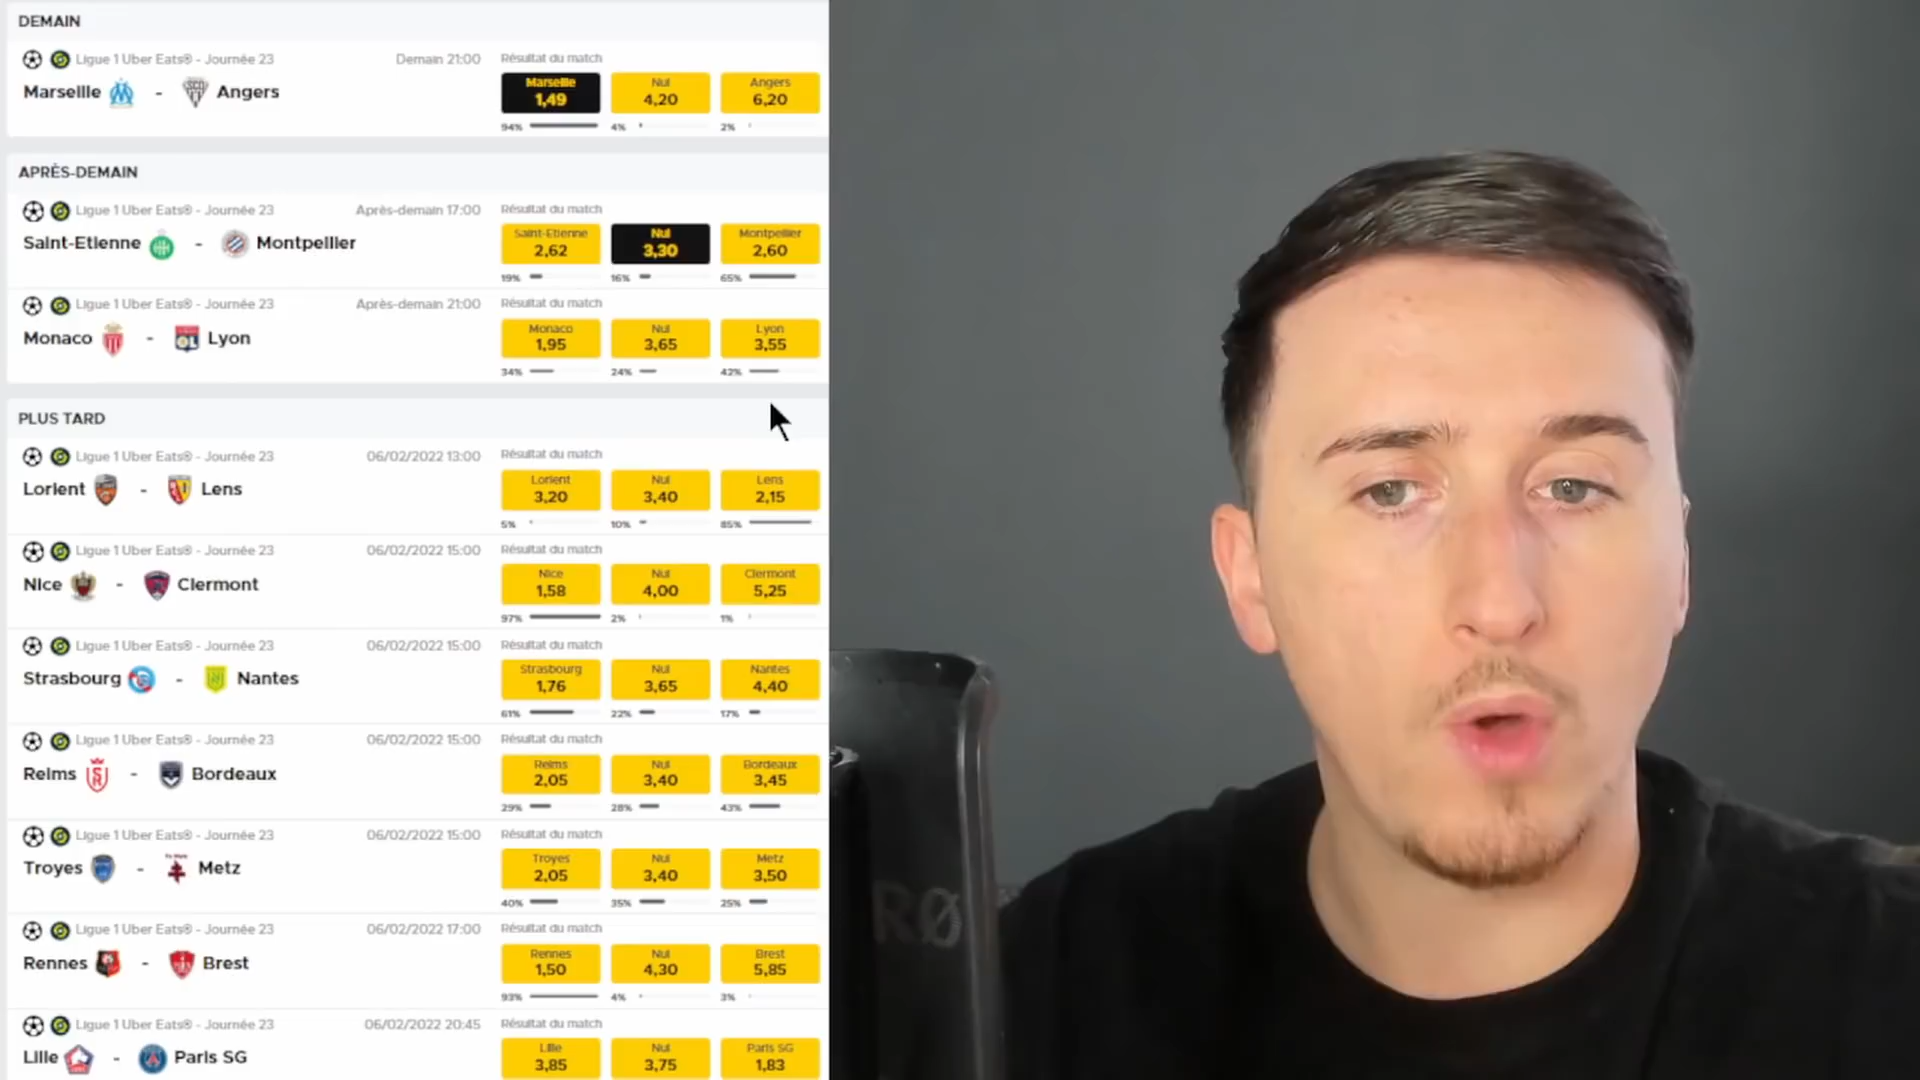 DEMAIN
Ligue 1 Uber Eats® - Journée 23 Demain 21:00 Résultat du match
Marseille - Angers
Marseille Nul Angers
1,49 4,20 6,20
94% 4% 2%
APRÈS-DEMAIN
Ligue 1 Uber Eats® - Journée 23 Après-demain 17:00 Résultat du match
Saint-Etienne - Montpellier
Saint-Etienne Nul Montpellier
2,62 3,30 2,60
19% 16% 65%
Ligue 1 Uber Eats® - Journée 23 Après-demain 21:00 Résultat du match
Monaco - Lyon
Monaco Nul Lyon
1,95 3,65 3,55
34% 24% 42%
PLUS TARD
Ligue 1 Uber Eats® - Journée 23 06/02/2022 13:00 Résultat du match
Lorient - Lens
Lorient Nul Lens
3,20 3,40 2,15
5% 10% 85%
Ligue 1 Uber Eats® - Journée 23 06/02/2022 15:00 Résultat du match
Nice - Clermont
Nice Nul Clermont
1,58 4,00 5,25
97% 2% 1%
Ligue 1 Uber Eats® - Journée 23 06/02/2022 15:00 Résultat du match
Strasbourg - Nantes
Strasbourg Nul Nantes
1,76 3,65 4,40
61% 22% 17%
Ligue 1 Uber Eats® - Journée 23 06/02/2022 15:00 Résultat du match
Reims - Bordeaux
Reims Nul Bordeaux
2,05 3,40 3,45
29% 28% 43%
Ligue 1 Uber Eats® - Journée 23 06/02/2022 15:00 Résultat du match
Troyes - Metz
Troyes Nul Metz
2,05 3,40 3,50
40% 35% 25%
Ligue 1 Uber Eats® - Journée 23 06/02/2022 17:00 Résultat du match
Rennes - Brest
Rennes Nul Brest
1,50 4,30 5,85
93% 4% 3%
Ligue 1 Uber Eats® - Journée 23 06/02/2022 20:45 Résultat du match
Lille - Paris SG
Lille Nul Paris SG
3,85 3,75 1,83
RØ